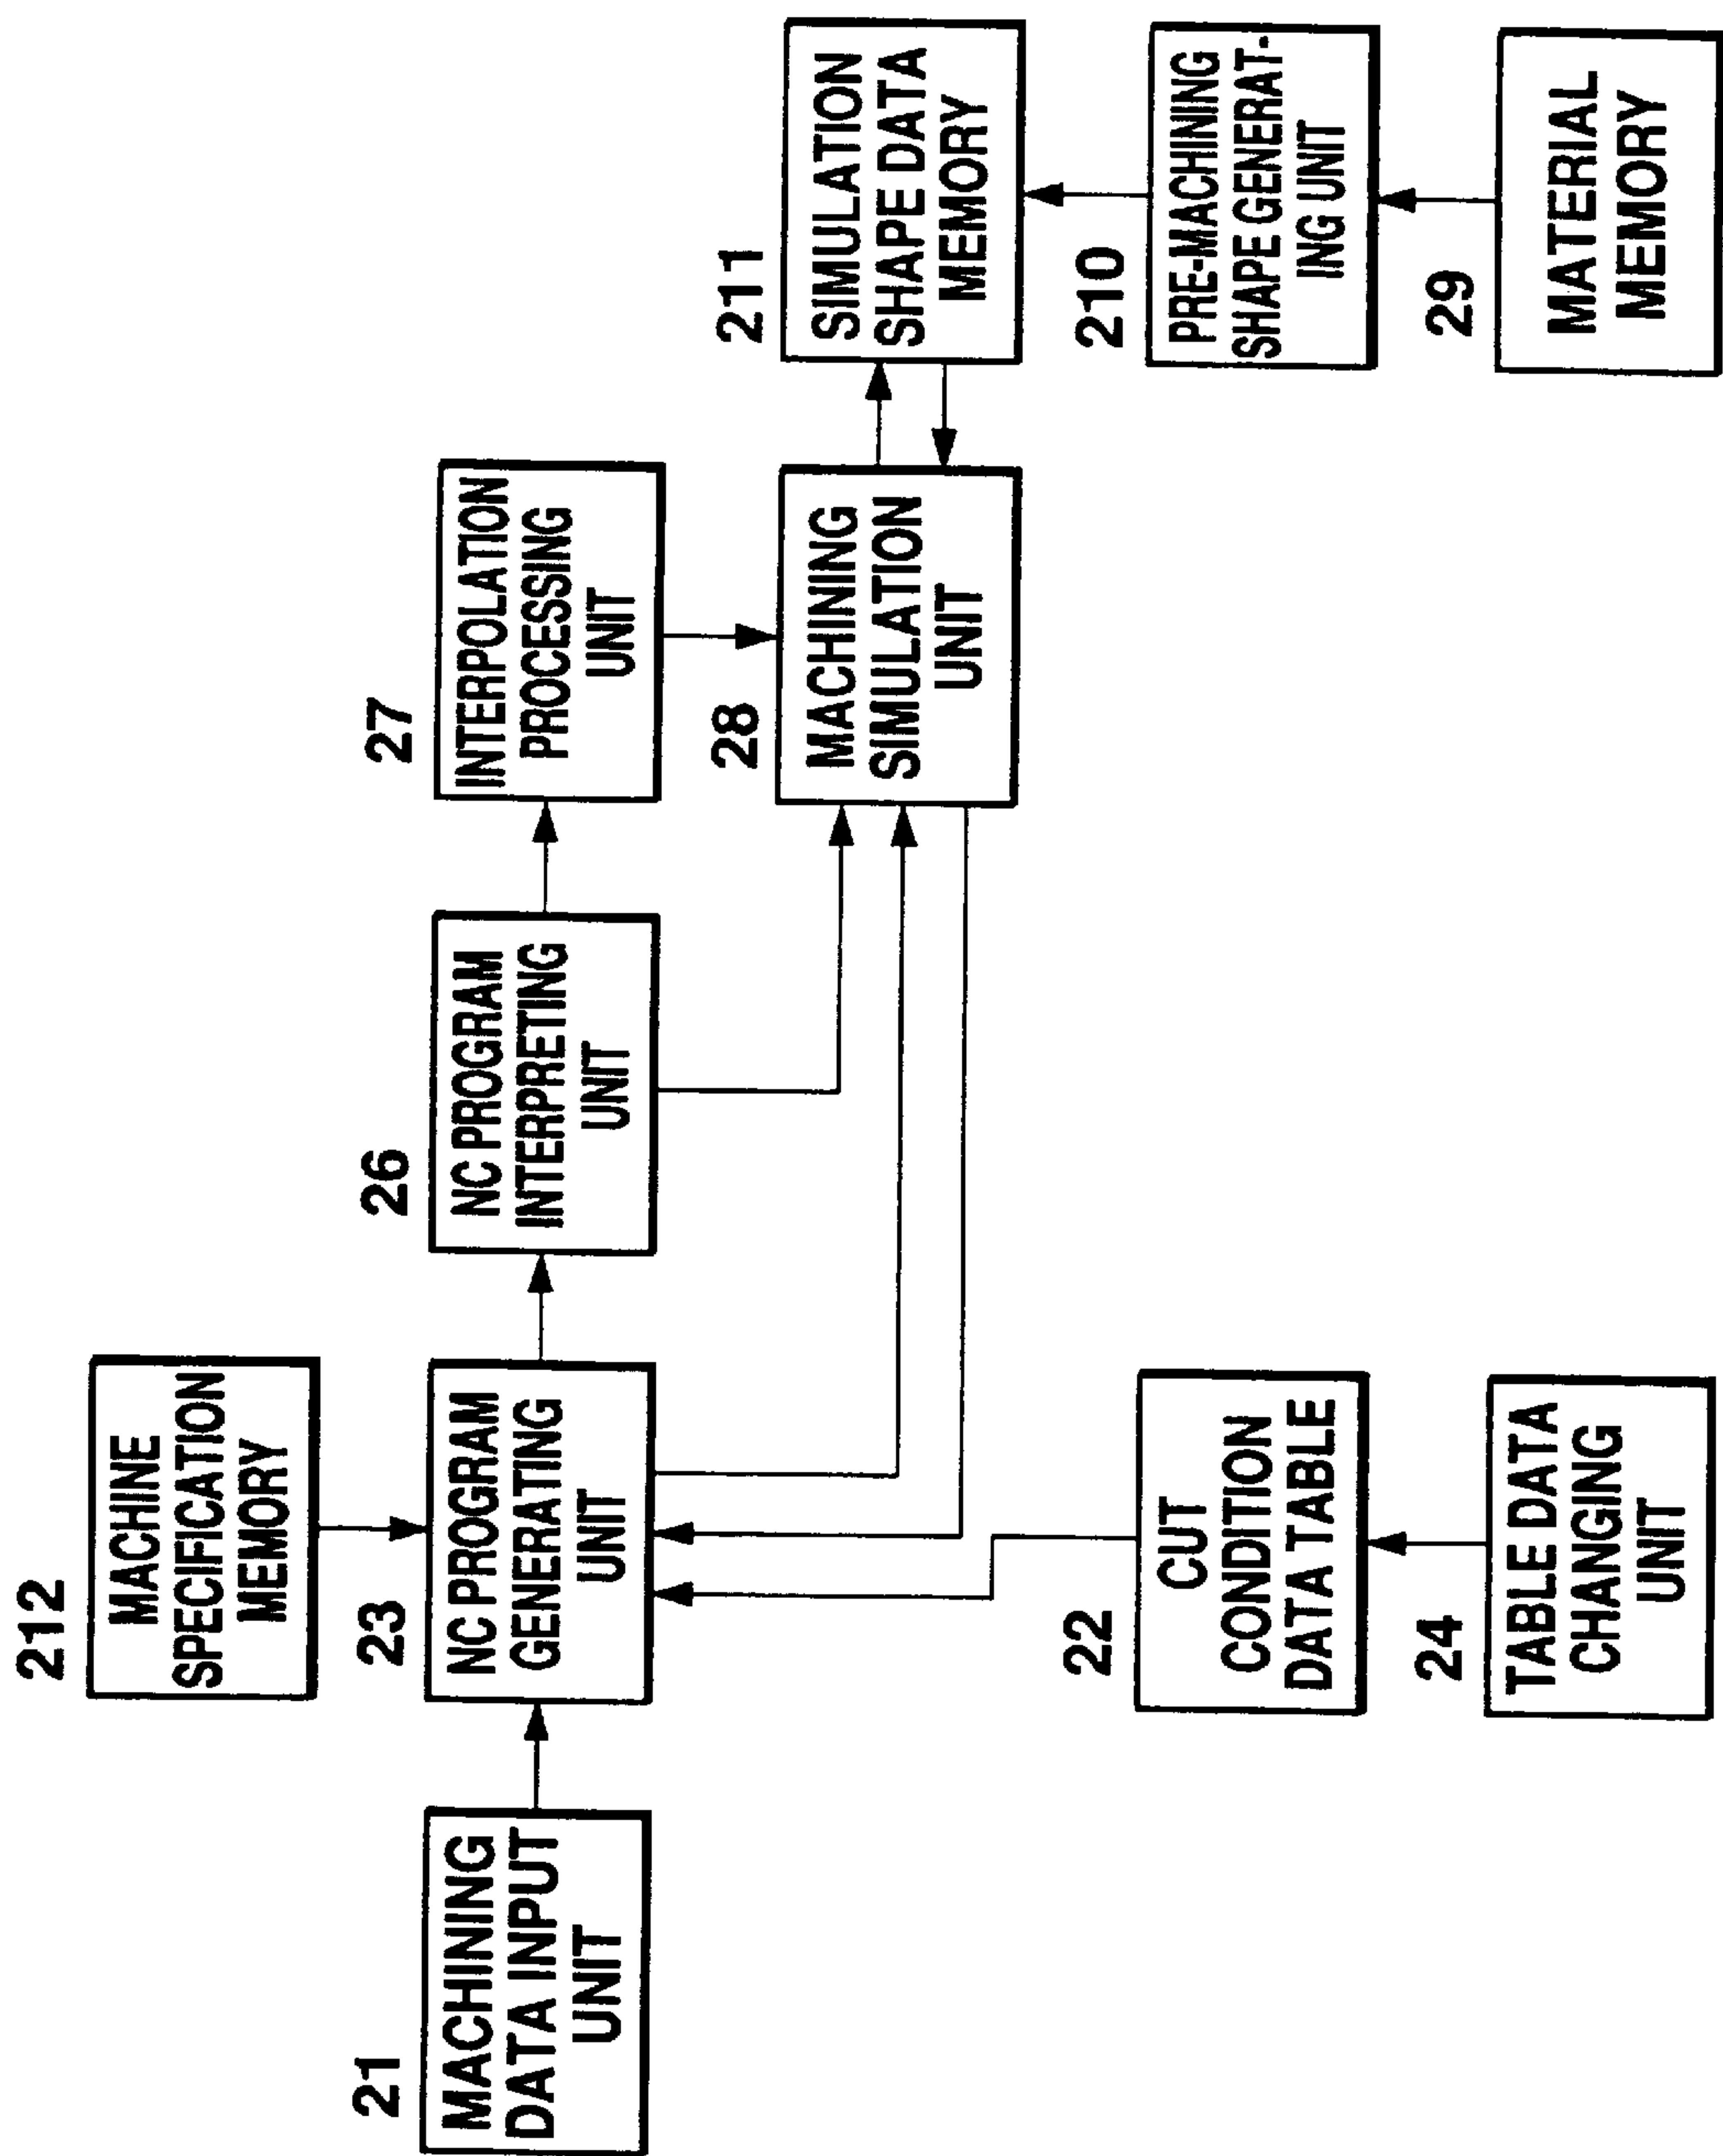 212
MACHINE
SPECIFICATION
MEMORY
21
MACHINING
DATA INPUT
UNIT
23
NC PROGRAM
GENERATING
UNIT
26
NC PROGRAM
INTERPRETING
UNIT
27
INTERPOLATION
PROCESSING
UNIT
28
MACHINING
SIMULATION
UNIT
211
SIMULATION
SHAPE DATA
MEMORY
22
CUT
CONDITION
DATA TABLE
210
PRE-MACHINING
SHAPE GENERAT-
ING UNIT
24
TABLE DATA
CHANGING
UNIT
29
MATERIAL
MEMORY